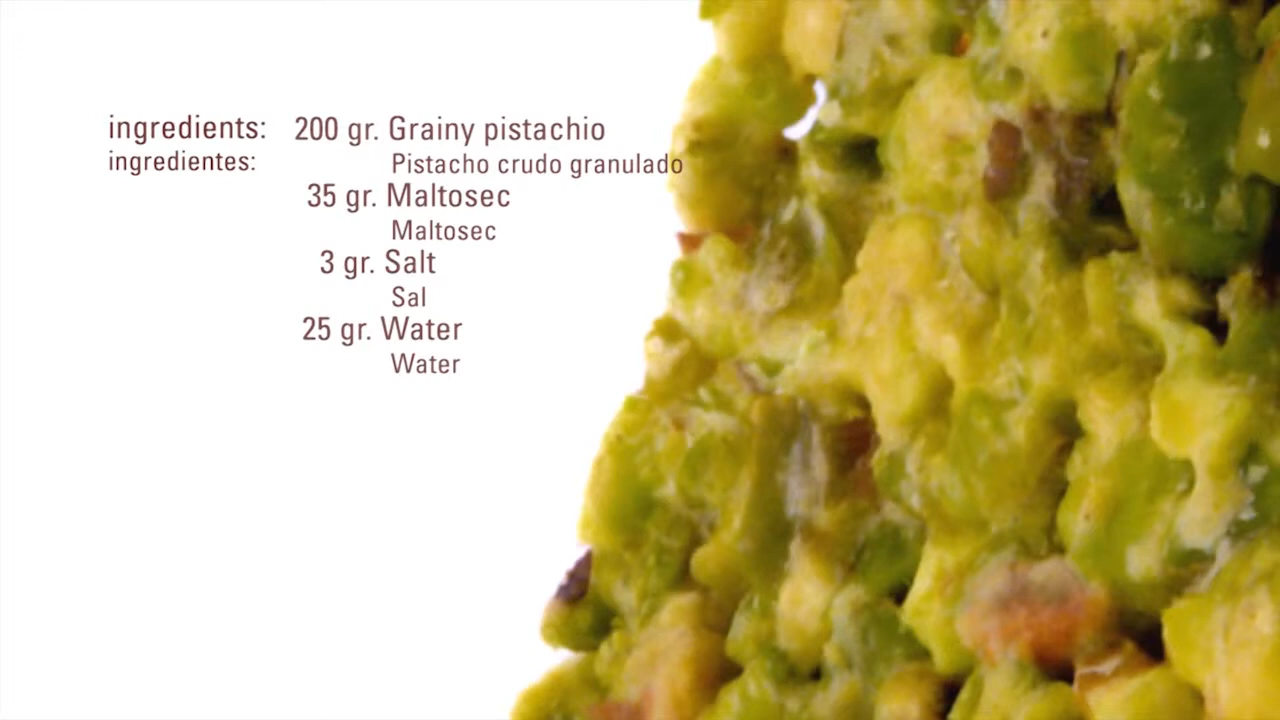 ingredients: 200 gr. Grainy pistachio
ingredientes: Pistacho crudo granulado
35 gr. Maltosec
Maltosec
3 gr. Salt
Sal
25 gr. Water
Water